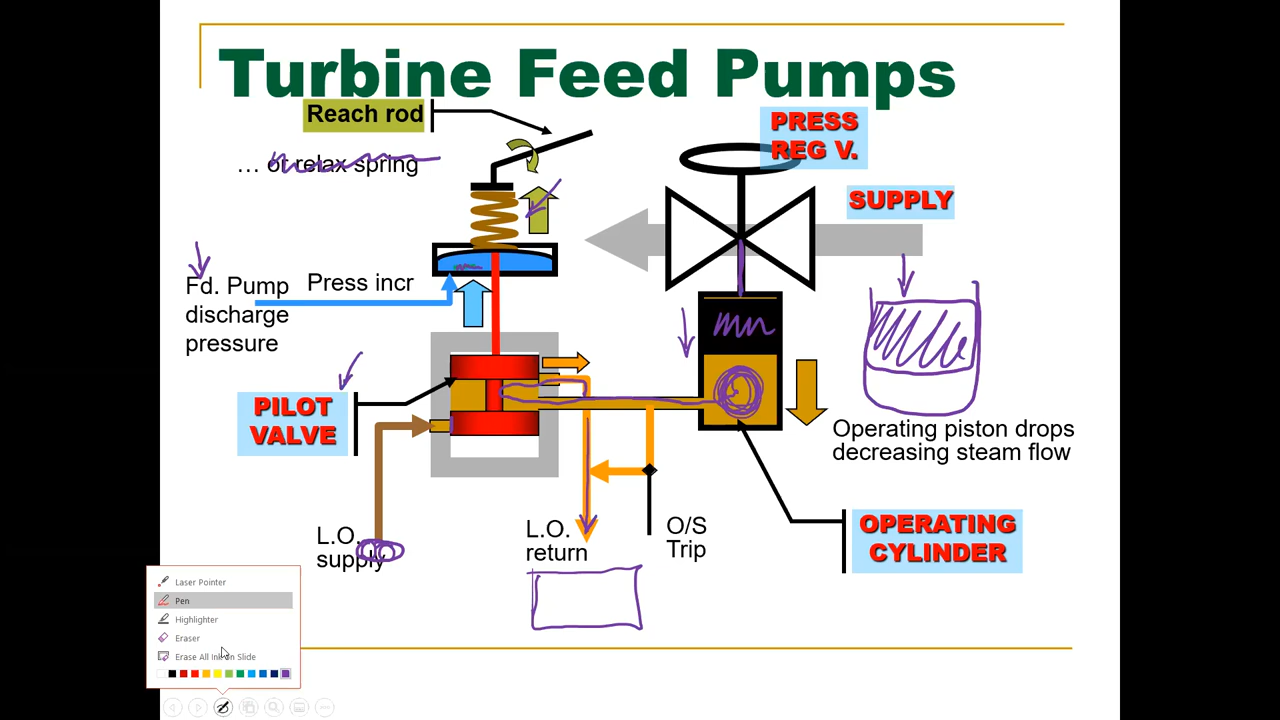 Turbine Feed Pumps
Reach rod
PRESS
REG V.
… or relax spring
SUPPLY
Fd. Pump
discharge
pressure
Press incr
PILOT
VALVE
Operating piston drops
decreasing steam flow
L.O.
supply
L.O.
return
O/S
Trip
OPERATING
CYLINDER
Laser Pointer
Pen
Highlighter
Eraser
Erase All Ink on Slide